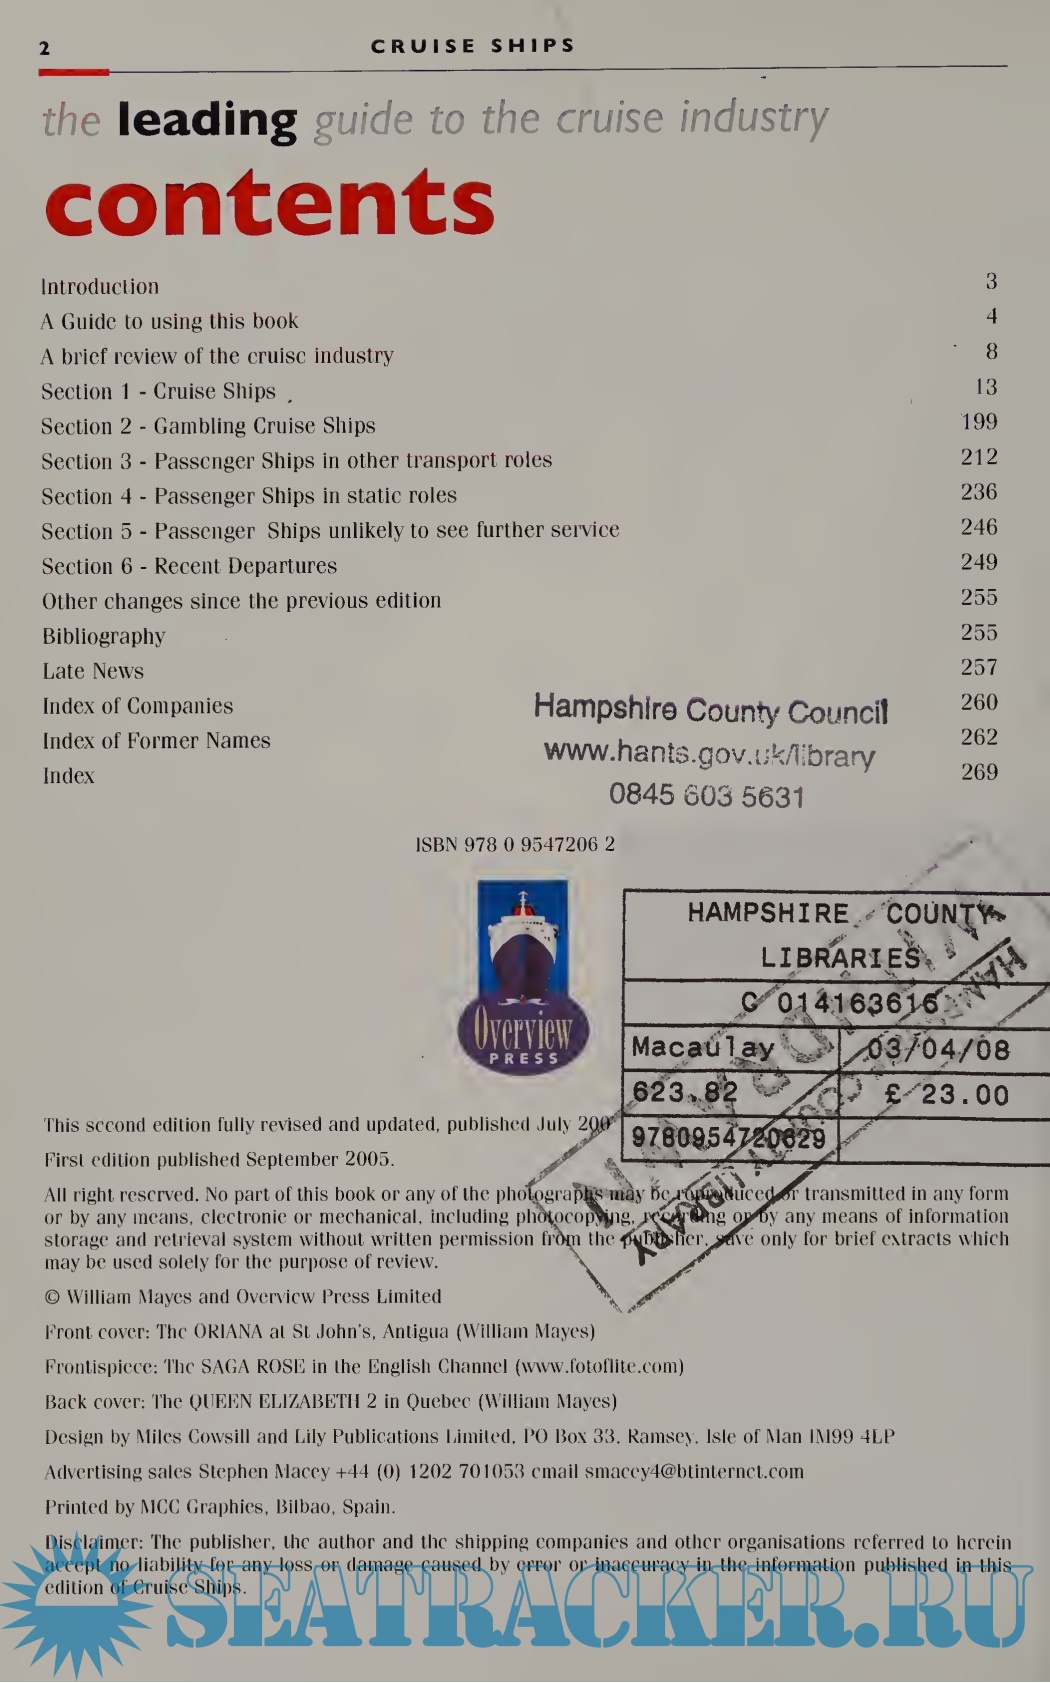 2
CRUISE SHIPS
the leading guide to the cruise industry
contents
Introduction 3
A Guide to using this book 4
A brief review of the cruise industry 8
Section 1 - Cruise Ships 13
Section 2 - Gambling Cruise Ships 199
Section 3 - Passenger Ships in other transport roles 212
Section 4 - Passenger Ships in static roles 236
Section 5 - Passenger Ships unlikely to see further service 246
Section 6 - Recent Departures 249
Other changes since the previous edition 255
Bibliography 255
Late News 257
Index of Companies 260
Index of Former Names 262
Index 269
Hampshire County Council
www.hants.gov.uk/library
0845 603 5631
ISBN 978 0 9547206 2
Overview
PRESS
HAMPSHIRE COUNTY
LIBRARIES
C 014163616
Macaulay 03/04/08
623.82 £ 23.00
9780954720629
WITHDRAWN
HAMPSHIRE COUNTY LIBRARY
This second edition fully revised and updated, published July 200
First edition published September 2005.
All right reserved. No part of this book or any of the photographs may be reproduced or transmitted in any form
or by any means, electronic or mechanical, including photocopying, recording or by any means of information
storage and retrieval system without written permission from the publisher, save only for brief extracts which
may be used solely for the purpose of review.
© William Mayes and Overview Press Limited
Front cover: The ORIANA at St John's, Antigua (William Mayes)
Frontispiece: The SAGA ROSE in the English Channel (www.fotoflite.com)
Back cover: The QUEEN ELIZABETH 2 in Quebec (William Mayes)
Design by Miles Cowsill and Lily Publications Limited, PO Box 33, Ramsey, Isle of Man IM99 4LP
Advertising sales Stephen Macey +44 (0) 1202 701053 email smacey4@btinternet.com
Printed by MCC Graphics, Bilbao, Spain.
Disclaimer: The publisher, the author and the shipping companies and other organisations referred to herein
accept no liability for any loss or damage caused by error or inaccuracy in the information published in this
edition of Cruise Ships.
SEATRACKER.RU